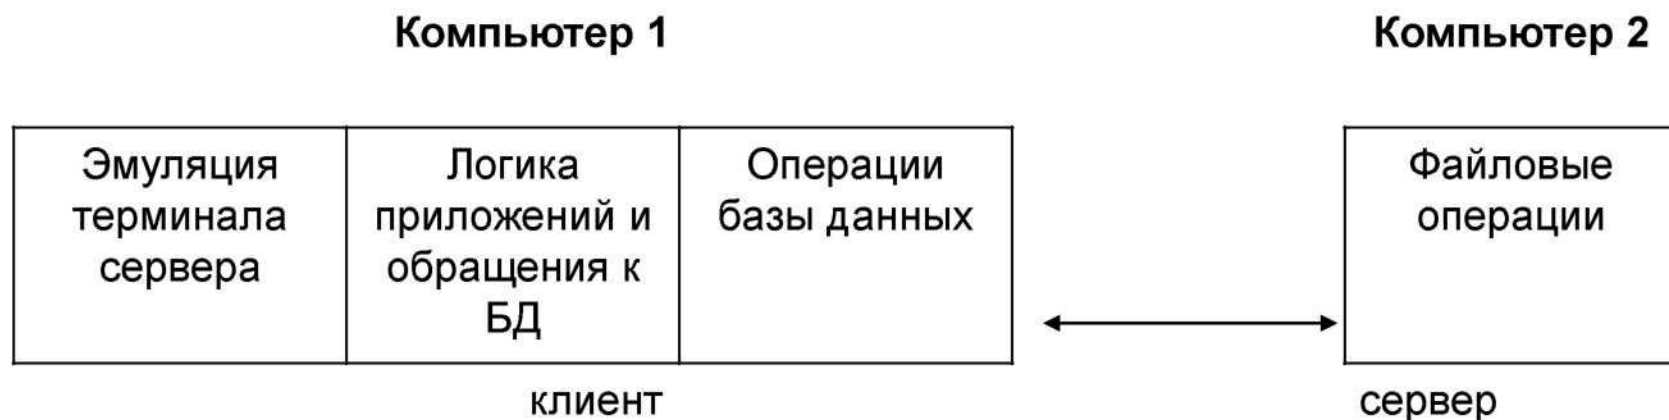 Компьютер 1
Компьютер 2
Эмуляция
терминала
сервера
Логика
приложений и
обращения к
БД
Операции
базы данных
Файловые
операции
клиент
сервер